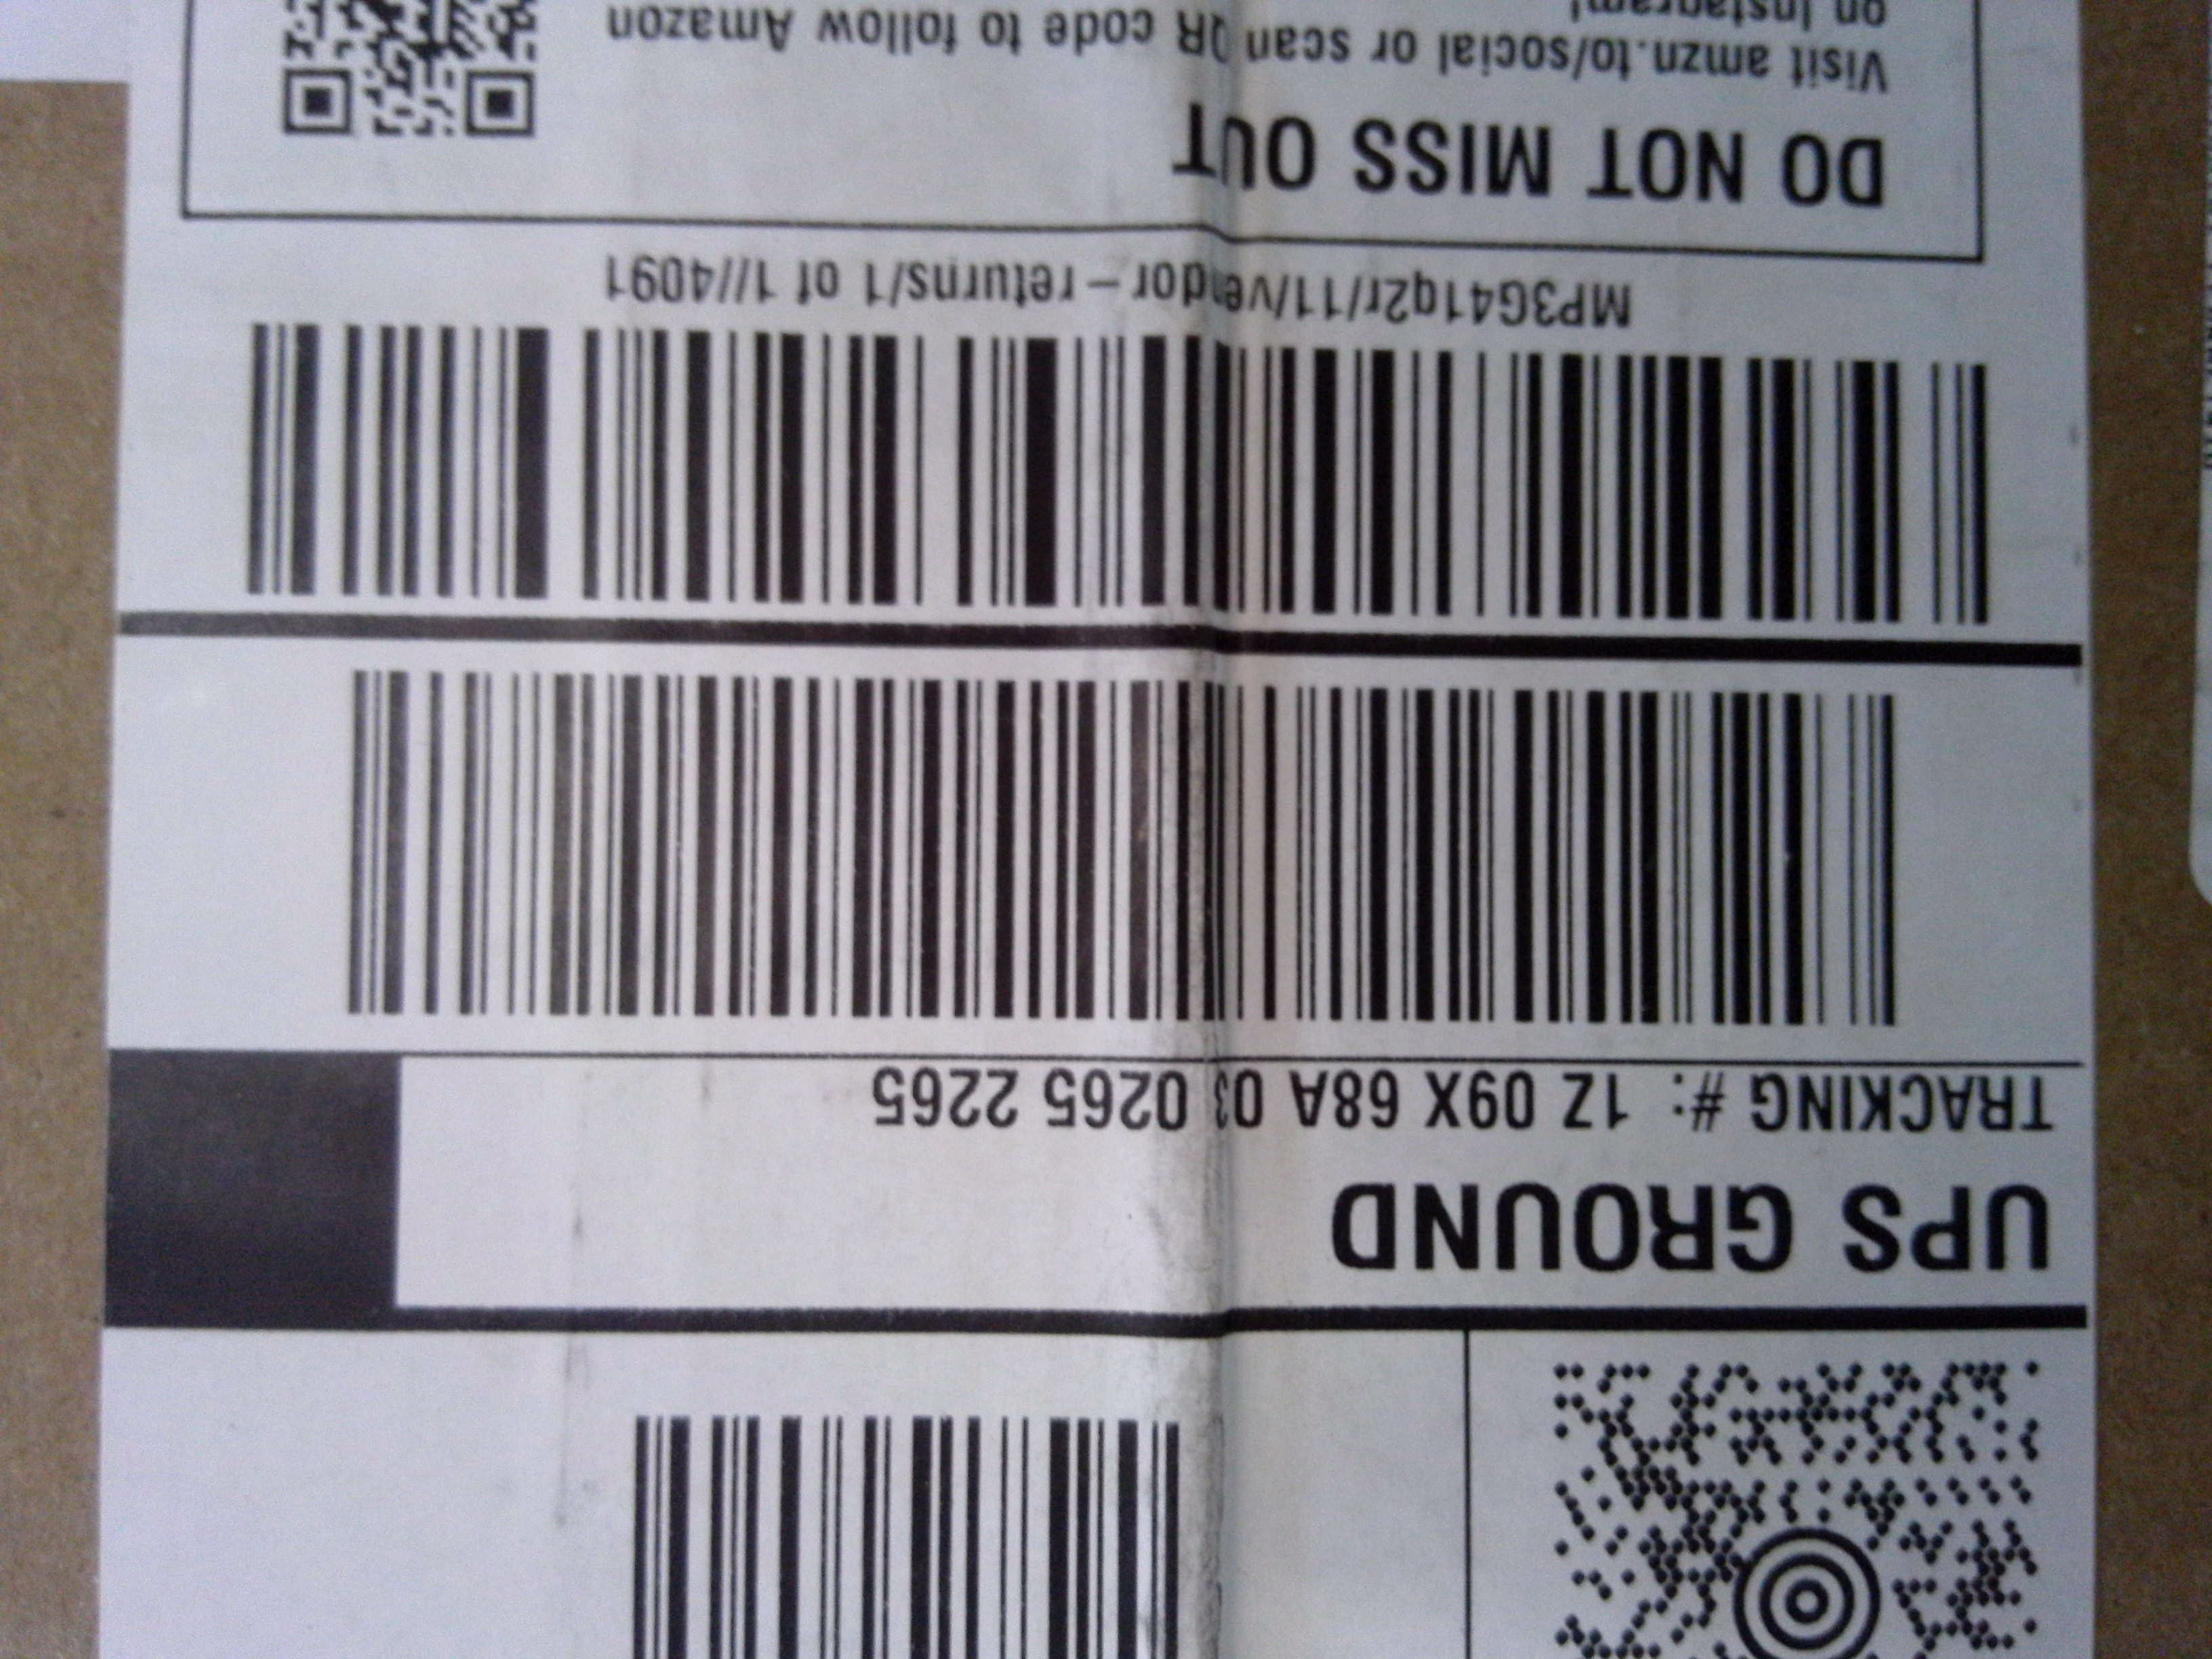 UPS GROUND
TRACKING #: 1Z 09X 68A 03 0265 2265
MP3G41q2r/11/vendor-returns/1 of 1///4091
DO NOT MISS OUT
Visit amzn.to/social or scan QR code to follow Amazon
on Instagram!